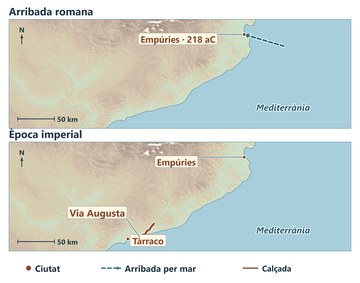 Arribada romana
N
Empúries · 218 aC
Mediterrània
50 km
Època imperial
N
Empúries
Via Augusta
Tàrraco
Mediterrània
50 km
Ciutat
Arribada per mar
Calçada